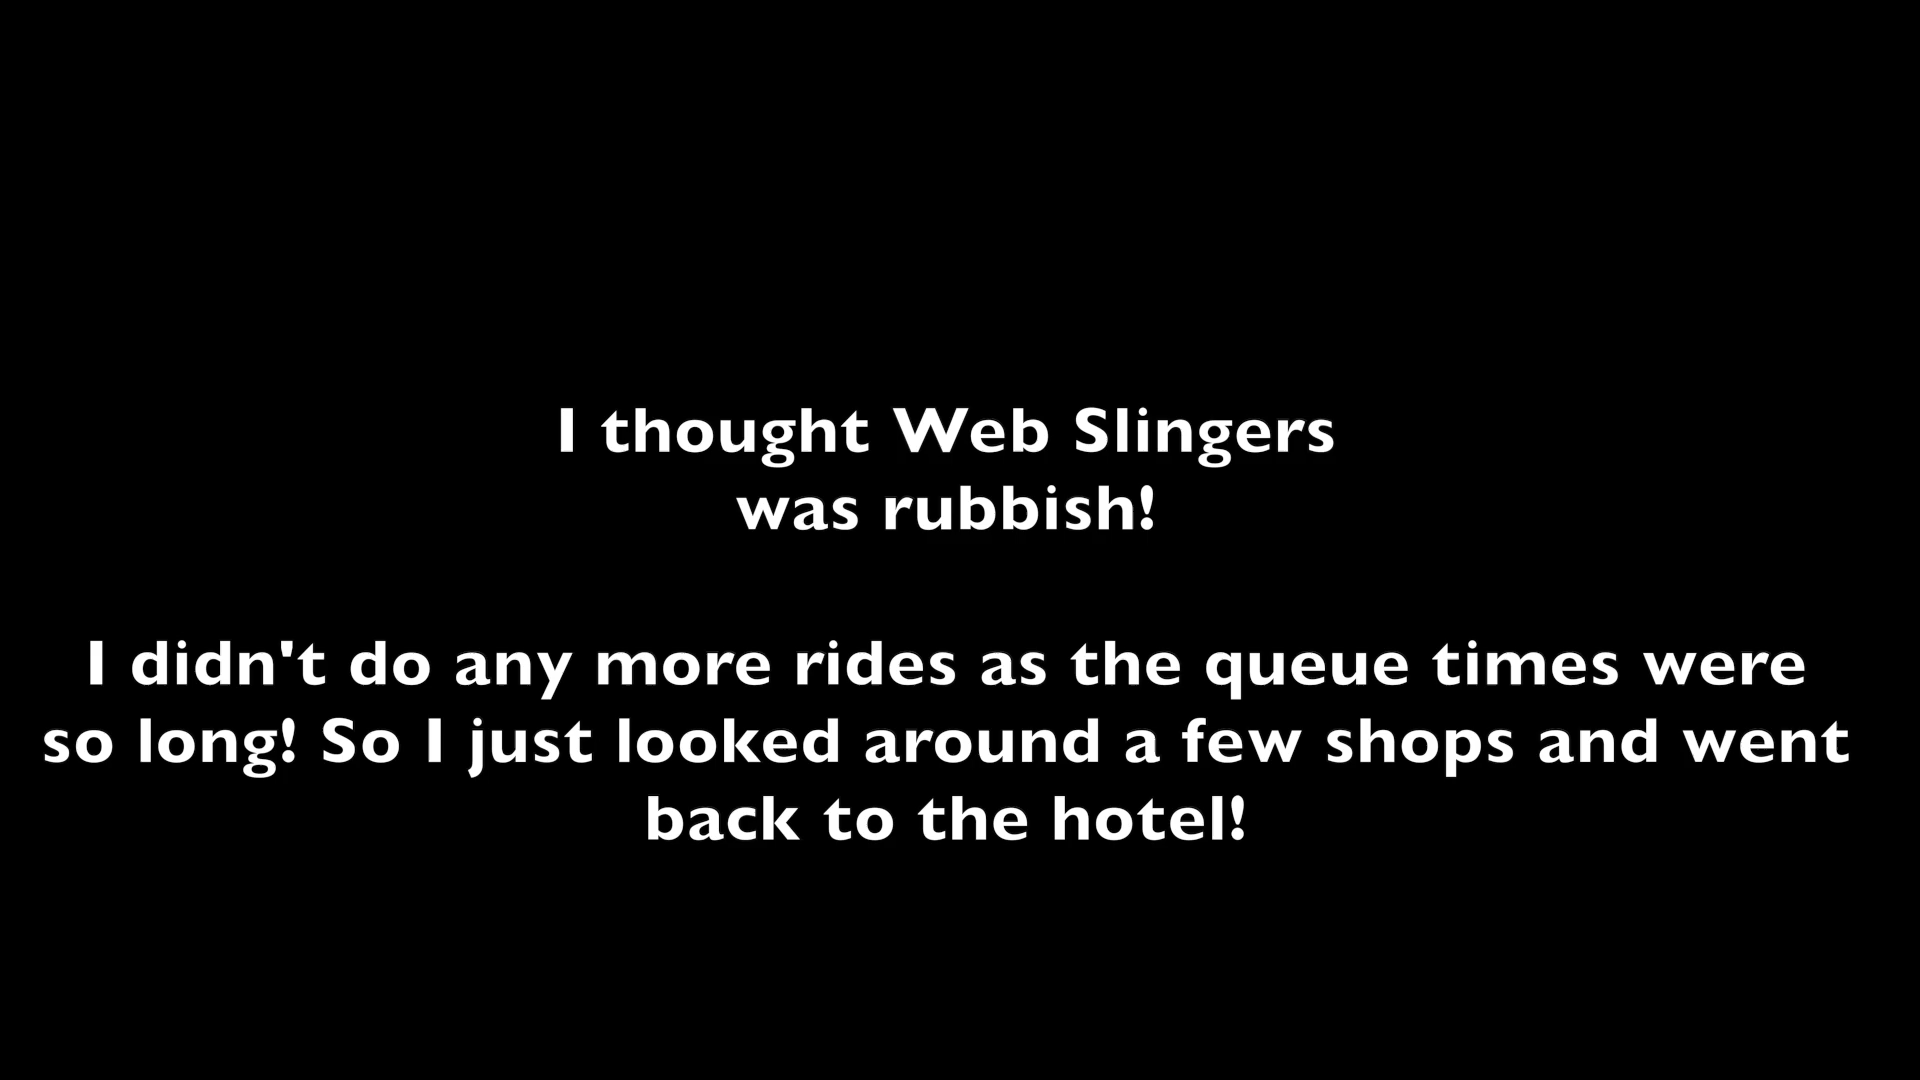 I thought Web Slingers
was rubbish!
I didn't do any more rides as the queue times were
so long! So I just looked around a few shops and went
back to the hotel!